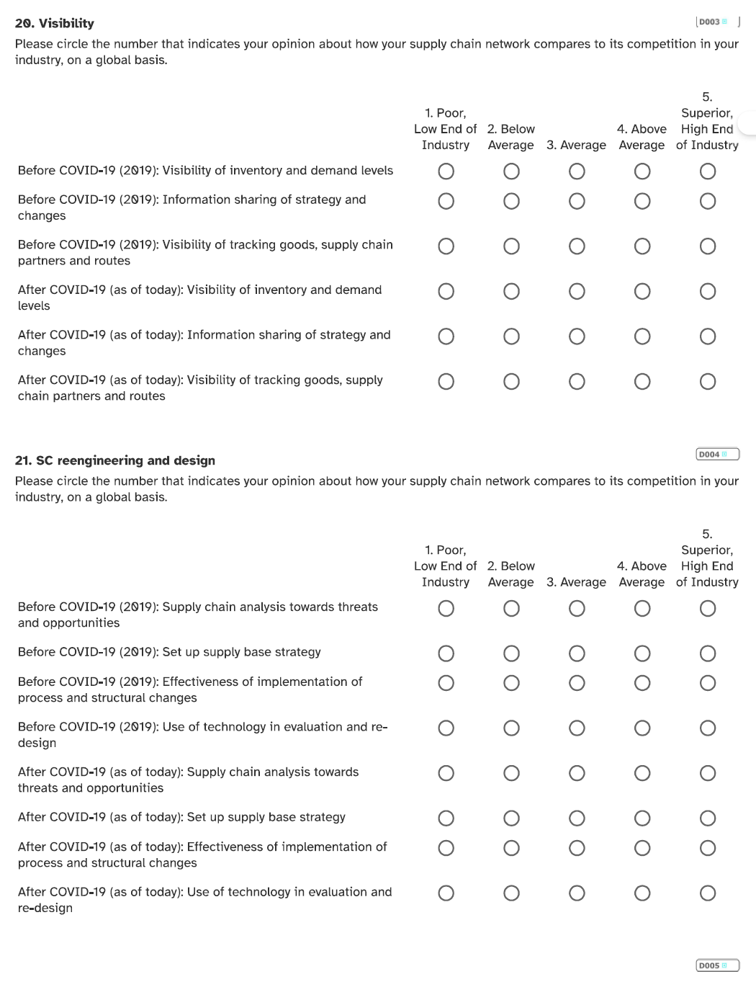 20. Visibility
D003
Please circle the number that indicates your opinion about how your supply chain network compares to its competition in your
industry, on a global basis.
1. Poor,
Low End of
Industry
2. Below
Average
3. Average
4. Above
Average
5.
Superior,
High End
of Industry
Before COVID-19 (2019): Visibility of inventory and demand levels
Before COVID-19 (2019): Information sharing of strategy and
changes
Before COVID-19 (2019): Visibility of tracking goods, supply chain
partners and routes
After COVID-19 (as of today): Visibility of inventory and demand
levels
After COVID-19 (as of today): Information sharing of strategy and
changes
After COVID-19 (as of today): Visibility of tracking goods, supply
chain partners and routes
21. SC reengineering and design
D004
Please circle the number that indicates your opinion about how your supply chain network compares to its competition in your
industry, on a global basis.
1. Poor,
Low End of
Industry
2. Below
Average
3. Average
4. Above
Average
5.
Superior,
High End
of Industry
Before COVID-19 (2019): Supply chain analysis towards threats
and opportunities
Before COVID-19 (2019): Set up supply base strategy
Before COVID-19 (2019): Effectiveness of implementation of
process and structural changes
Before COVID-19 (2019): Use of technology in evaluation and re-
design
After COVID-19 (as of today): Supply chain analysis towards
threats and opportunities
After COVID-19 (as of today): Set up supply base strategy
After COVID-19 (as of today): Effectiveness of implementation of
process and structural changes
After COVID-19 (as of today): Use of technology in evaluation and
re-design
D005